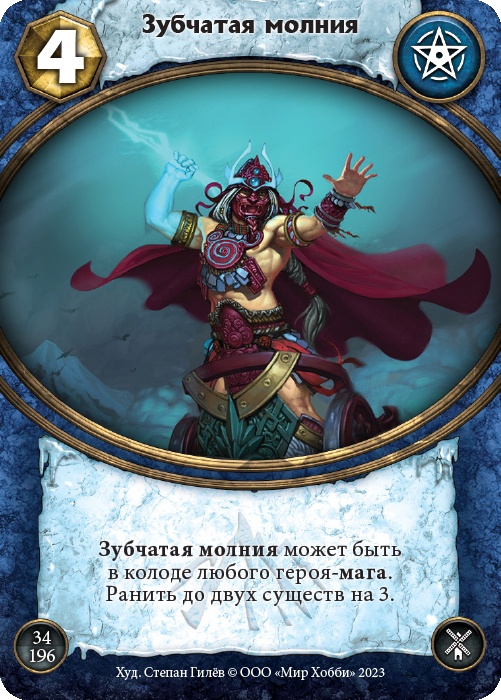 4
Зубчатая молния
Зубчатая молния может быть
в колоде любого героя-мага.
Ранить до двух существ на 3.
34
196
Худ. Степан Гилёв © ООО «Мир Хобби» 2023